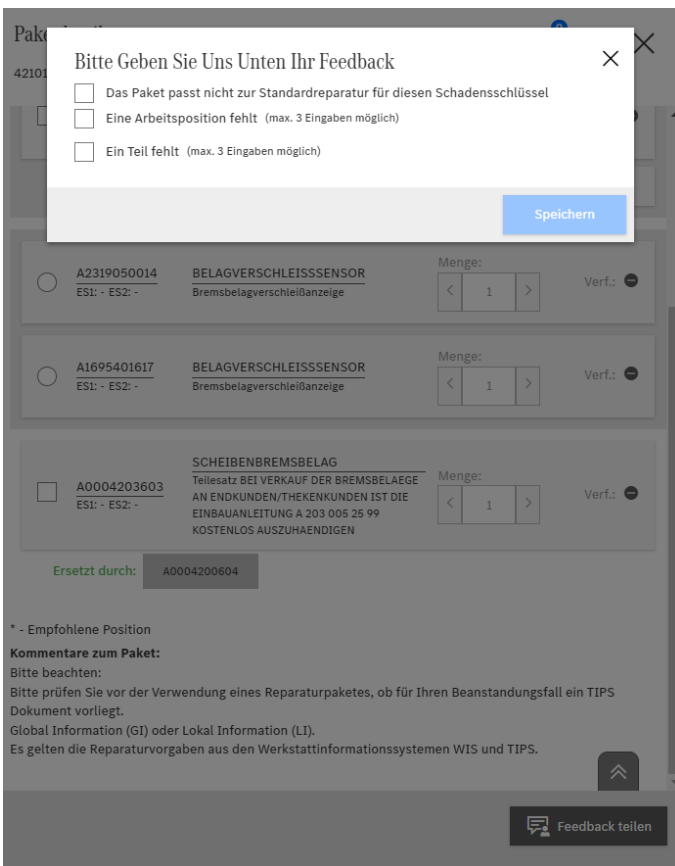 Pake
42101
Bitte Geben Sie Uns Unten Ihr Feedback
Das Paket passt nicht zur Standardreparatur für diesen Schadensschlüssel
Eine Arbeitsposition fehlt (max. 3 Eingaben möglich)
Ein Teil fehlt (max. 3 Eingaben möglich)
Speichern
A2319050014
ES1: - ES2: -
BELAGVERSCHLEISSSENSOR
Bremsbelagverschleißanzeige
Menge:
1
Verf.:
A1695401617
ES1: - ES2: -
BELAGVERSCHLEISSSENSOR
Bremsbelagverschleißanzeige
Menge:
1
Verf.:
A0004203603
ES1: - ES2: -
SCHEIBENBREMSBELAG
Teilesatz BEI VERKAUF DER BREMSBELAEGE
AN ENDKUNDEN/THEKENKUNDEN IST DIE
EINBAUANLEITUNG A 203 005 25 99
KOSTENLOS AUSZUHAENDIGEN
Menge:
1
Verf.:
Ersetzt durch: A0004200604
* - Empfohlene Position
Kommentare zum Paket:
Bitte beachten:
Bitte prüfen Sie vor der Verwendung eines Reparaturpaketes, ob für Ihren Beanstandungsfall ein TIPS
Dokument vorliegt.
Global Information (GI) oder Lokal Information (LI).
Es gelten die Reparaturvorgaben aus den Werkstattinformationssystemen WIS und TIPS.
Feedback teilen